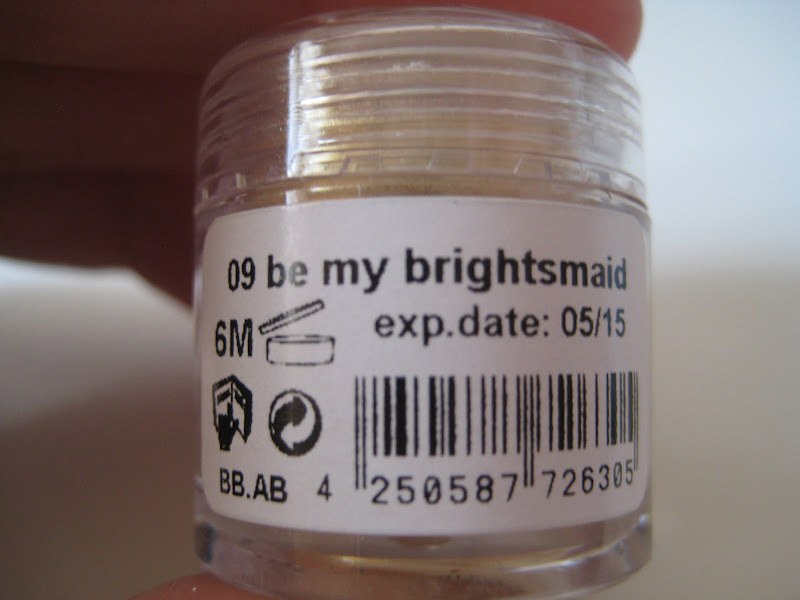 09 be my brightsmaid
6M exp.date: 05/15
BB.AB 4 250587 726305